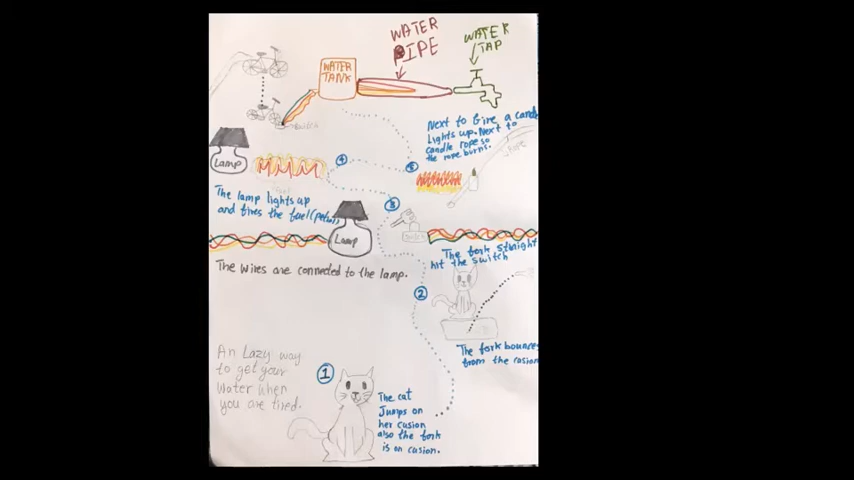 WATER
PIPE
WATER
TAP
WATER
TANK
Switch
Next to fire a candle
Lights up. Next to
candle rope so
the rope burns.
Rope
Lamp
4
5
The lamp lights up
and fires the fuel(petrol)
3
Lamp
The fork straight
hit the switch
The wires are connected to the lamp.
2
The fork bounces
from the cusion
An Lazy way
to get your
Water when
you are tired.
1
The cat
Jumps on
her cusion
also the fork
is on cusion.